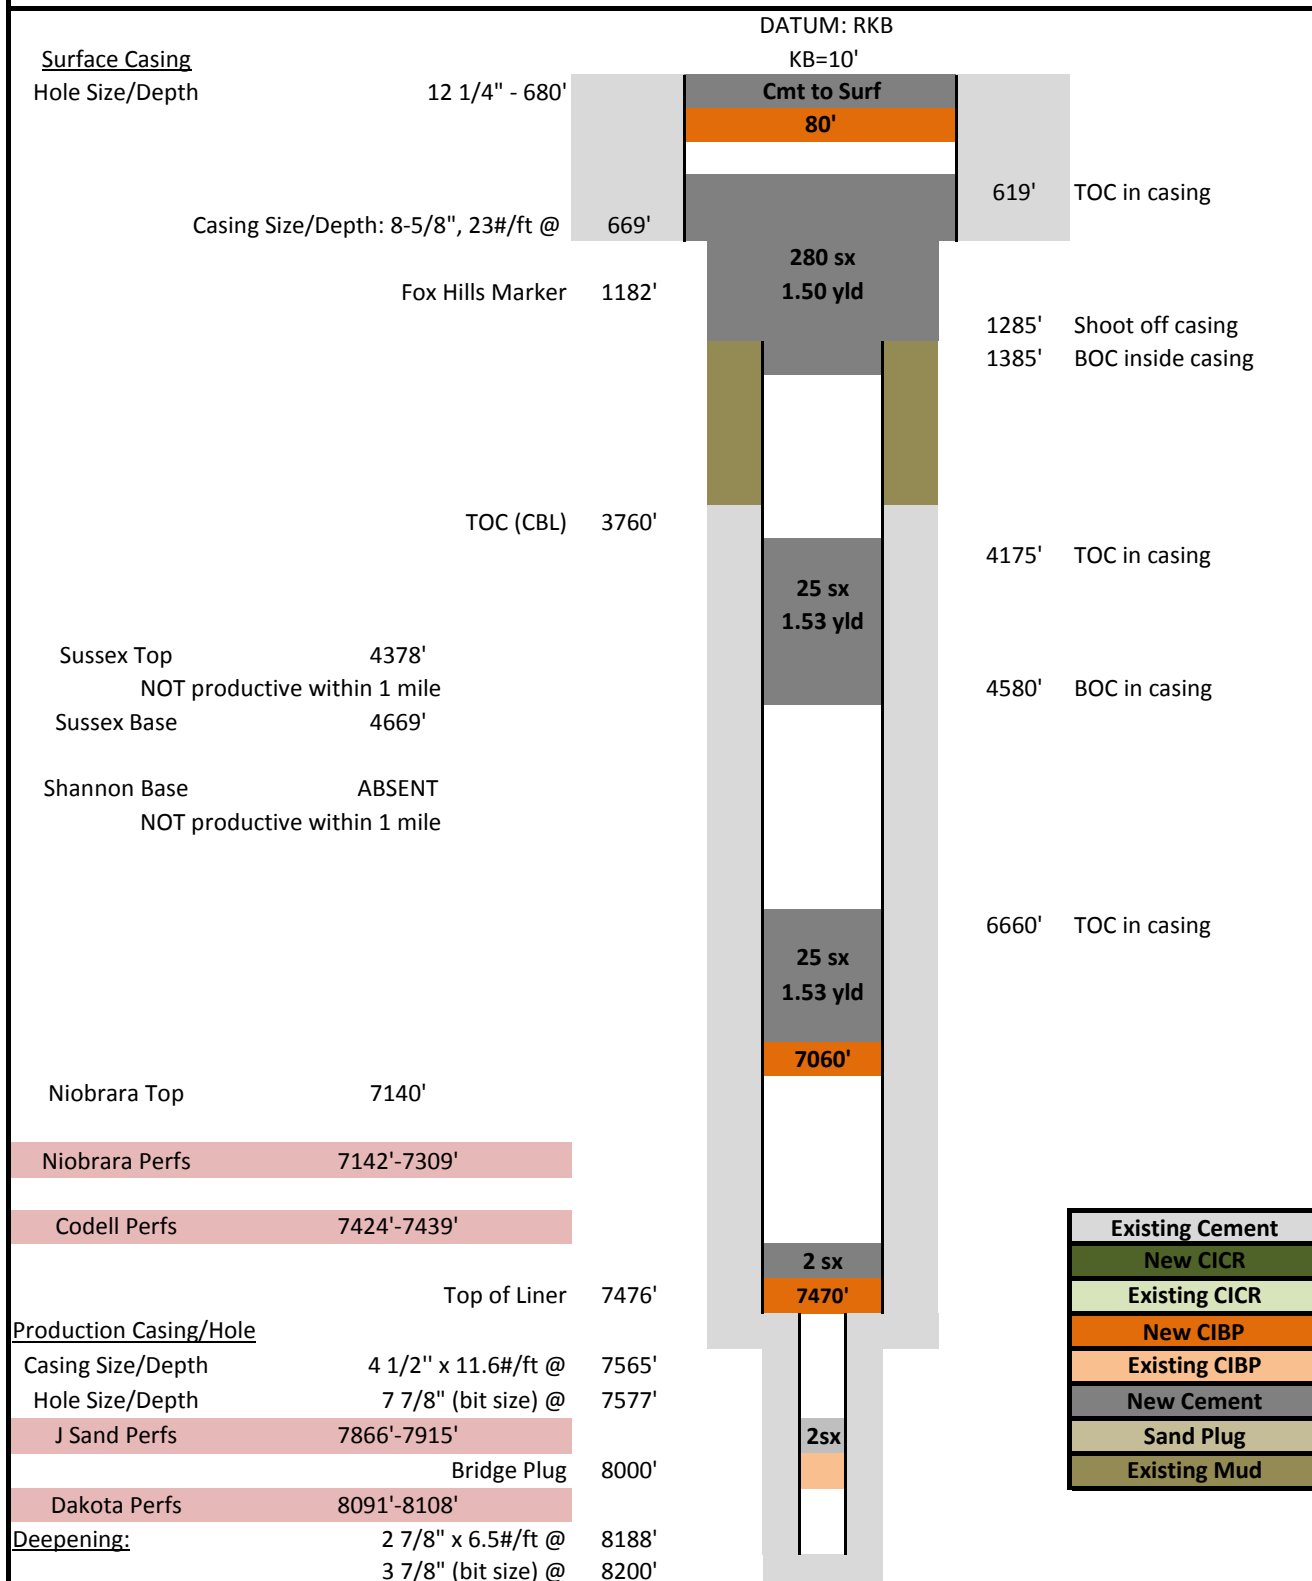 DATUM: RKB
Surface Casing KB=10'
Hole Size/Depth 12 1/4" - 680' Cmt to Surf
80'
619' TOC in casing
Casing Size/Depth: 8-5/8", 23#/ft @ 669'
280 sx
Fox Hills Marker 1182' 1.50 yld
1285' Shoot off casing
1385' BOC inside casing
TOC (CBL) 3760'
4175' TOC in casing
25 sx
1.53 yld
Sussex Top 4378'
NOT productive within 1 mile 4580' BOC in casing
Sussex Base 4669'
Shannon Base ABSENT
NOT productive within 1 mile
6660' TOC in casing
25 sx
1.53 yld
7060'
Niobrara Top 7140'
Niobrara Perfs 7142'-7309'
Codell Perfs 7424'-7439' Existing Cement
2 sx New CICR
Top of Liner 7476' 7470' Existing CICR
Production Casing/Hole New CIBP
Casing Size/Depth 4 1/2'' x 11.6#/ft @ 7565' Existing CIBP
Hole Size/Depth 7 7/8" (bit size) @ 7577' New Cement
J Sand Perfs 7866'-7915' 2sx Sand Plug
Bridge Plug 8000' Existing Mud
Dakota Perfs 8091'-8108'
Deepening: 2 7/8" x 6.5#/ft @ 8188'
3 7/8" (bit size) @ 8200'